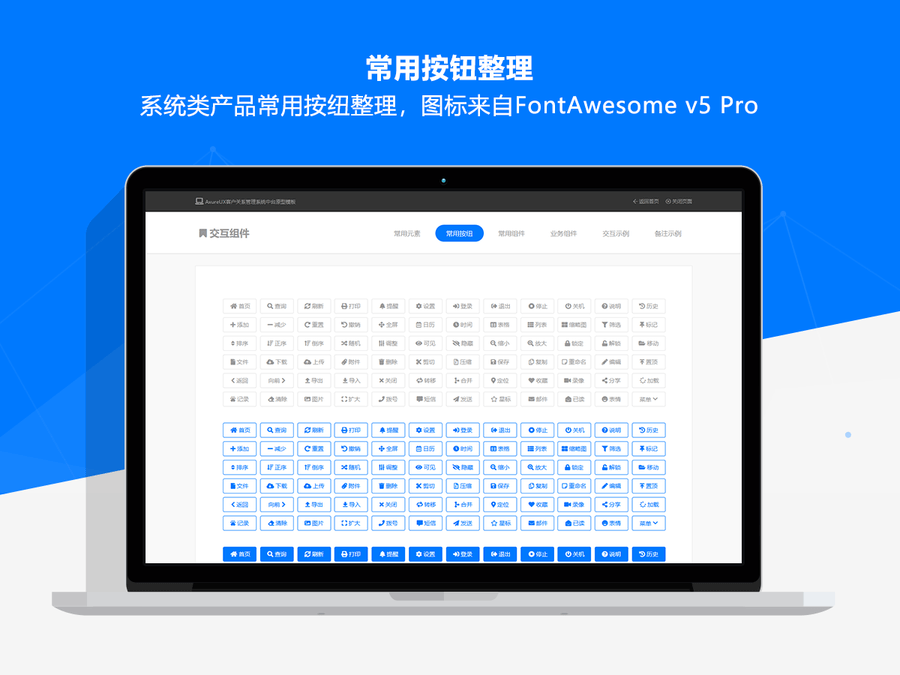 常用按钮整理
系统类产品常用按纽整理，图标来自FontAwesome v5 Pro
AxureUX客户关系管理系统中台原型模板 返回首页 关闭页面
交互组件 常用元素 常用按钮 常用组件 业务组件 交互示例 备注示例
首页 查询 刷新 打印 提醒 设置 登录 退出 停止 关机 说明 历史
添加 减少 重置 撤销 全屏 日历 时间 表格 列表 缩略图 筛选 标记
排序 正序 倒序 随机 调整 可见 隐藏 缩小 放大 锁定 解锁 移动
文件 下载 上传 附件 删除 剪切 压缩 保存 复制 重命名 编辑 置顶
返回 向前 导出 导入 关闭 转移 合并 定位 收藏 录像 分享 加载
记录 清除 图片 扩大 拨号 短信 发送 星标 邮件 已读 表情 菜单
首页 查询 刷新 打印 提醒 设置 登录 退出 停止 关机 说明 历史
添加 减少 重置 撤销 全屏 日历 时间 表格 列表 缩略图 筛选 标记
排序 正序 倒序 随机 调整 可见 隐藏 缩小 放大 锁定 解锁 移动
文件 下载 上传 附件 删除 剪切 压缩 保存 复制 重命名 编辑 置顶
返回 向前 导出 导入 关闭 转移 合并 定位 收藏 录像 分享 加载
记录 清除 图片 扩大 拨号 短信 发送 星标 邮件 已读 表情 菜单
首页 查询 刷新 打印 提醒 设置 登录 退出 停止 关机 说明 历史